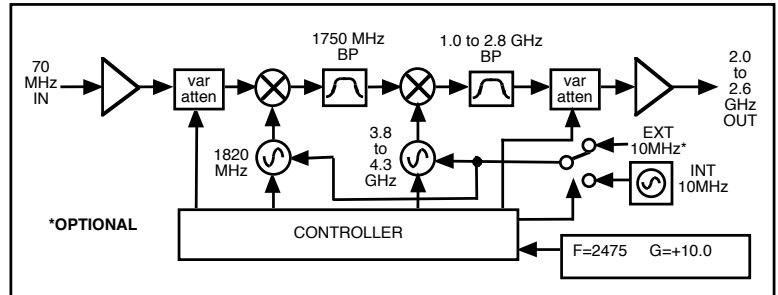 70
MHz
IN
var
atten
1750 MHz
BP
1.0 to 2.8 GHz
BP
var
atten
2.0
to
2.6
GHz
OUT
1820
MHz
3.8
to
4.3
GHz
EXT
10MHz*
INT
10MHz
*OPTIONAL
CONTROLLER
F=2475 G=+10.0